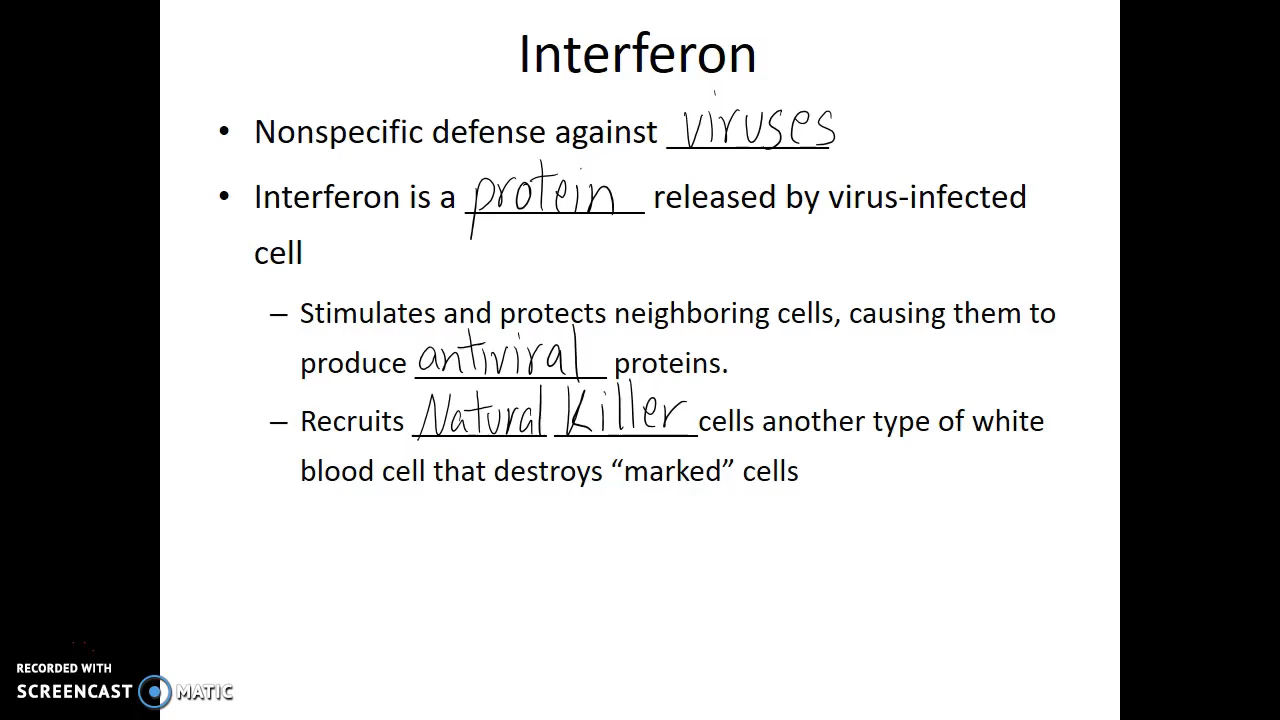 Interferon
• Nonspecific defense against viruses
• Interferon is a protein released by virus-infected
cell
– Stimulates and protects neighboring cells, causing them to
produce antiviral proteins.
– Recruits Natural Killer cells another type of white
blood cell that destroys “marked” cells
RECORDED WITH
SCREENCAST MATIC